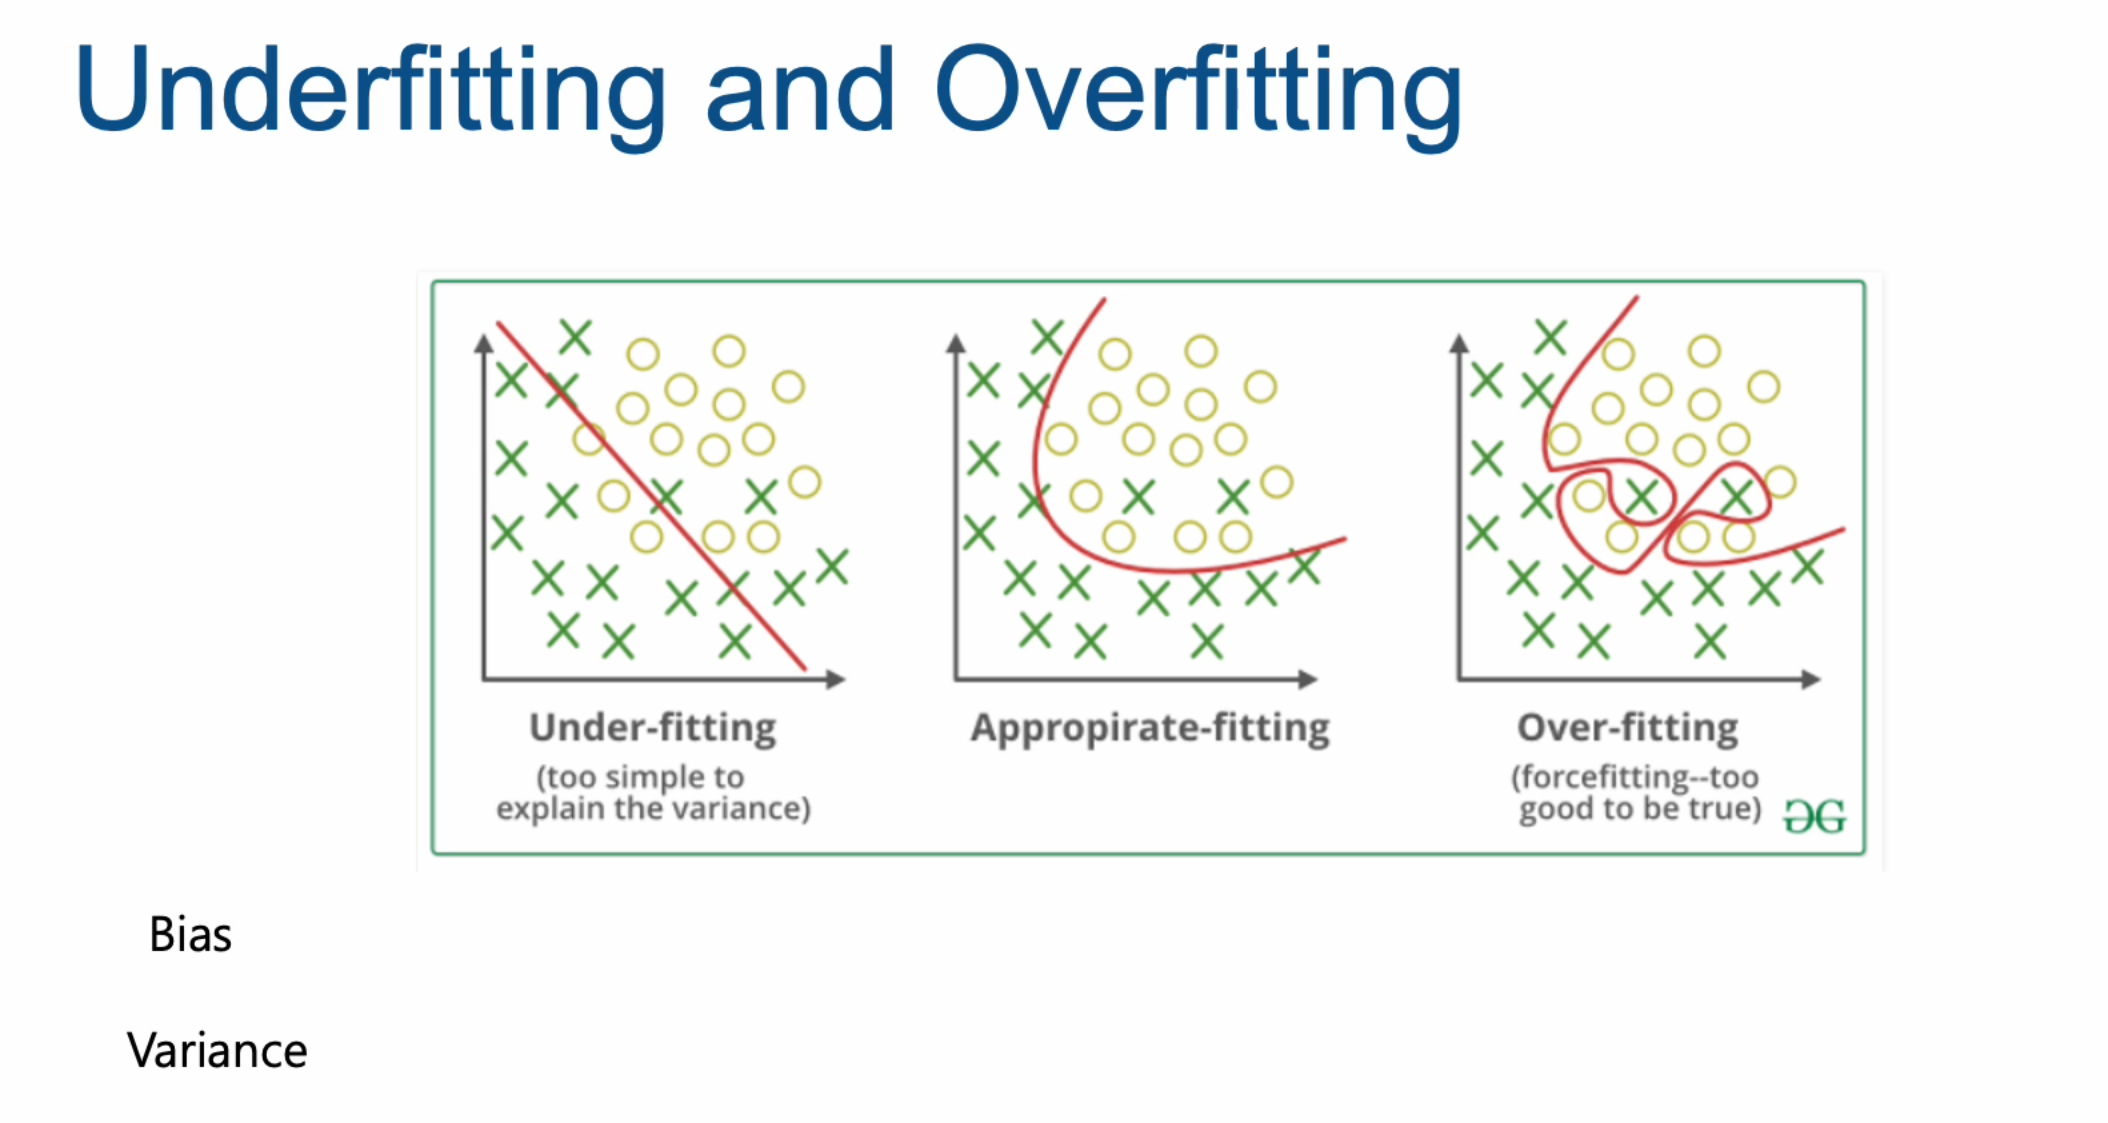 Underfitting and Overfitting
Under-fitting
(too simple to
explain the variance)
Appropirate-fitting
Over-fitting
(forcefitting--too
good to be true)
Bias
Variance